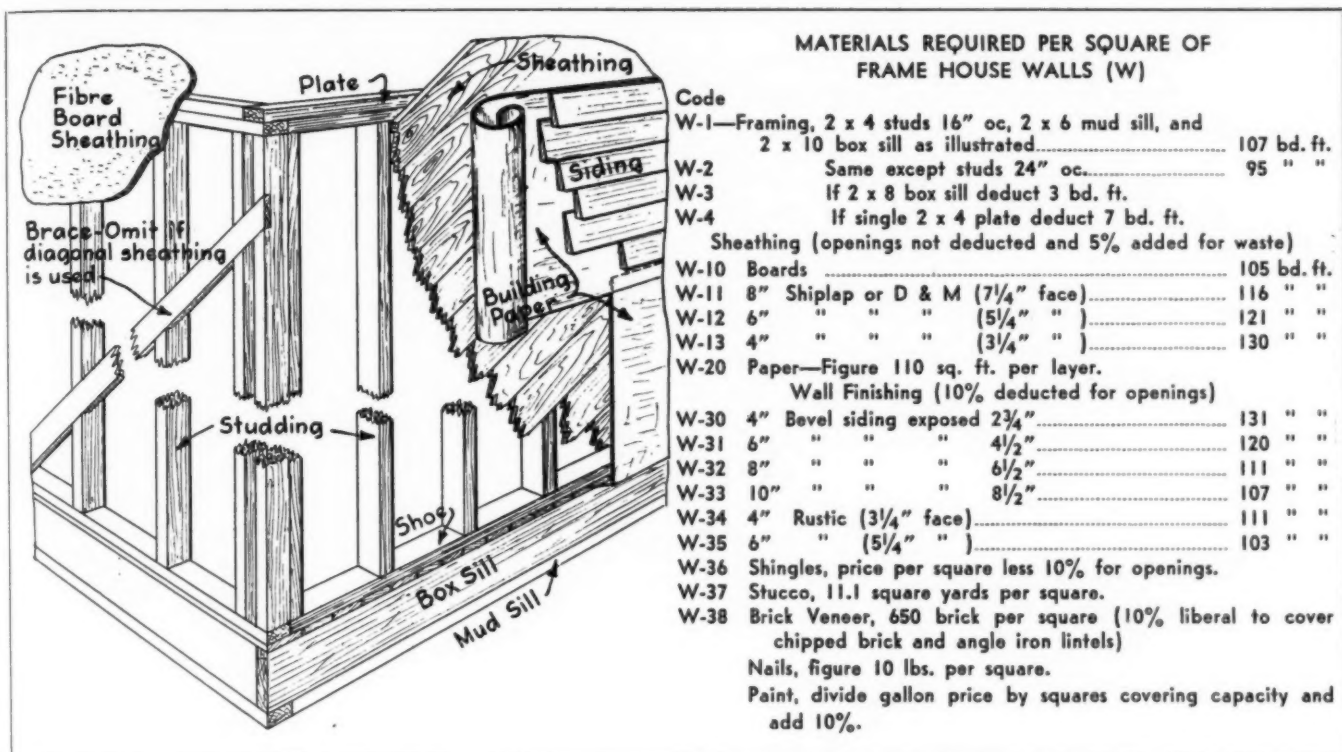 Fibre
Board
Sheathing
Plate
Sheathing
Siding
Brace-Omit if
diagonal sheathing
is used
Building
Paper
Studding
Shoe
Box Sill
Mud Sill
MATERIALS REQUIRED PER SQUARE OF
FRAME HOUSE WALLS (W)
Code
W-1—Framing, 2 x 4 studs 16" oc, 2 x 6 mud sill, and
2 x 10 box sill as illustrated........ 107 bd. ft.
W-2 Same except studs 24" oc........ 95 " "
W-3 If 2 x 8 box sill deduct 3 bd. ft.
W-4 If single 2 x 4 plate deduct 7 bd. ft.
Sheathing (openings not deducted and 5% added for waste)
W-10 Boards ........ 105 bd. ft.
W-11 8" Shiplap or D & M (7¼" face)........ 116 " "
W-12 6" " " " (5¼" " )........ 121 " "
W-13 4" " " " (3¼" " )........ 130 " "
W-20 Paper—Figure 110 sq. ft. per layer.
Wall Finishing (10% deducted for openings)
W-30 4" Bevel siding exposed 2¾"........ 131 " "
W-31 6" " " " 4½"........ 120 " "
W-32 8" " " " 6½"........ 111 " "
W-33 10" " " " 8½"........ 107 " "
W-34 4" Rustic (3¼" face)........ 111 " "
W-35 6" " (5¼" " )........ 103 " "
W-36 Shingles, price per square less 10% for openings.
W-37 Stucco, 11.1 square yards per square.
W-38 Brick Veneer, 650 brick per square (10% liberal to cover
chipped brick and angle iron lintels)
Nails, figure 10 lbs. per square.
Paint, divide gallon price by squares covering capacity and
add 10%.